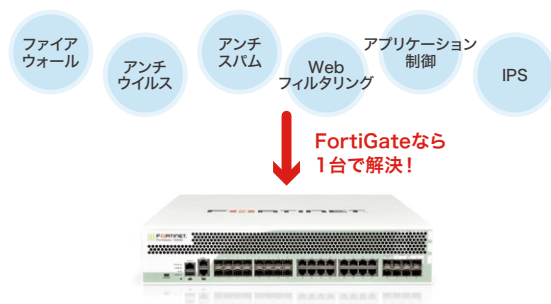 ファイア
ウォール
アンチ
ウイルス
アンチ
スパム
Web
フィルタリング
アプリケーション
制御
IPS
FortiGateなら
1台で解決！
FORTINET
FORTINET